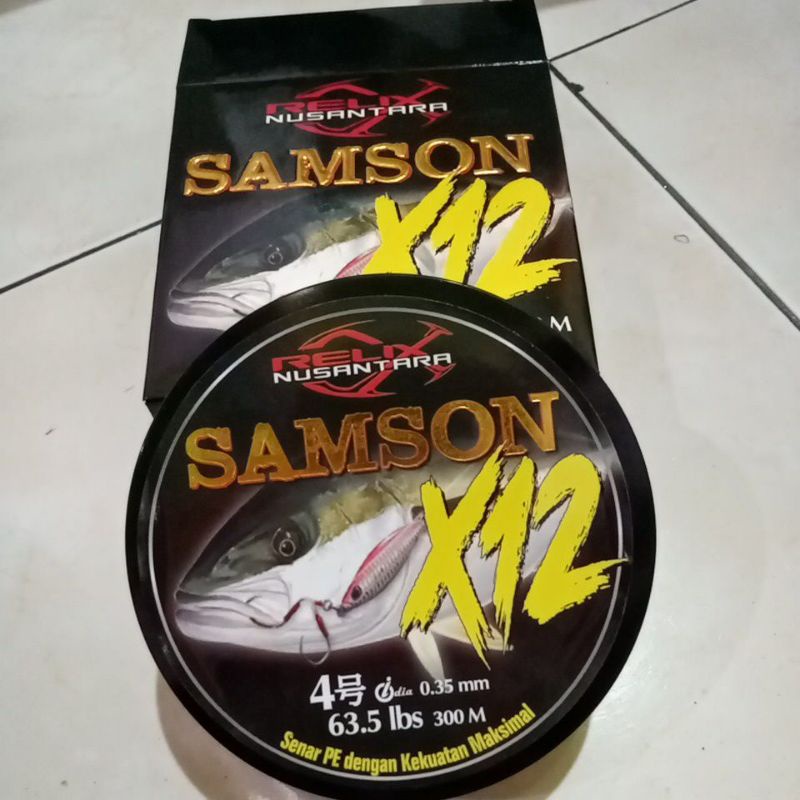 RELIX
NUSANTARA
SAMSON
X12
M
RELIX
NUSANTARA
SAMSON
X12
4号 dia 0.35 mm
63.5 lbs 300 M
Senar PE dengan Kekuatan Maksimal